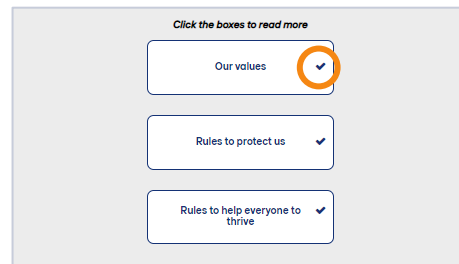 Click the boxes to read more
Our values
Rules to protect us
Rules to help everyone to
thrive